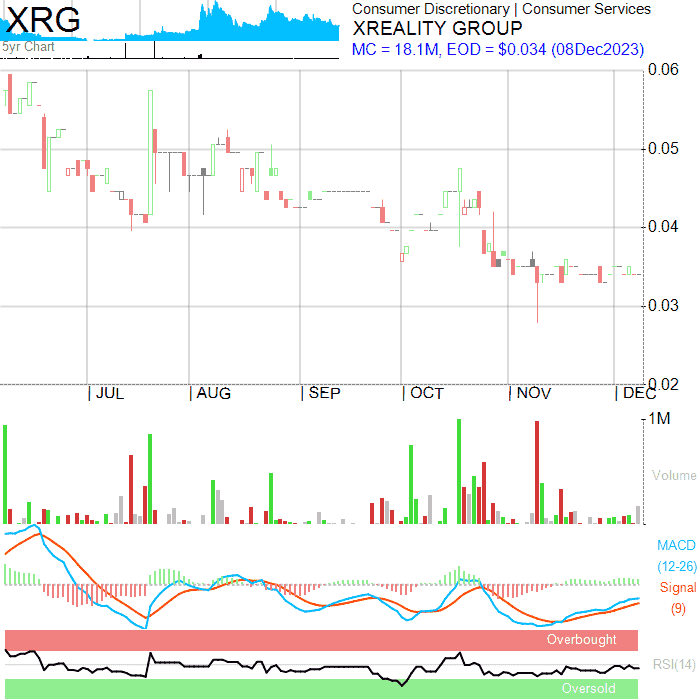 XRG
5yr Chart
Consumer Discretionary | Consumer Services
XREALITY GROUP
MC = 18.1M, EOD = $0.034 (08Dec2023)
0.06
0.05
0.04
0.03
0.02
| JUL | AUG | SEP | OCT | NOV | DEC
1M
Volume
MACD
(12-26)
Signal
(9)
Overbought
RSI(14)
Oversold